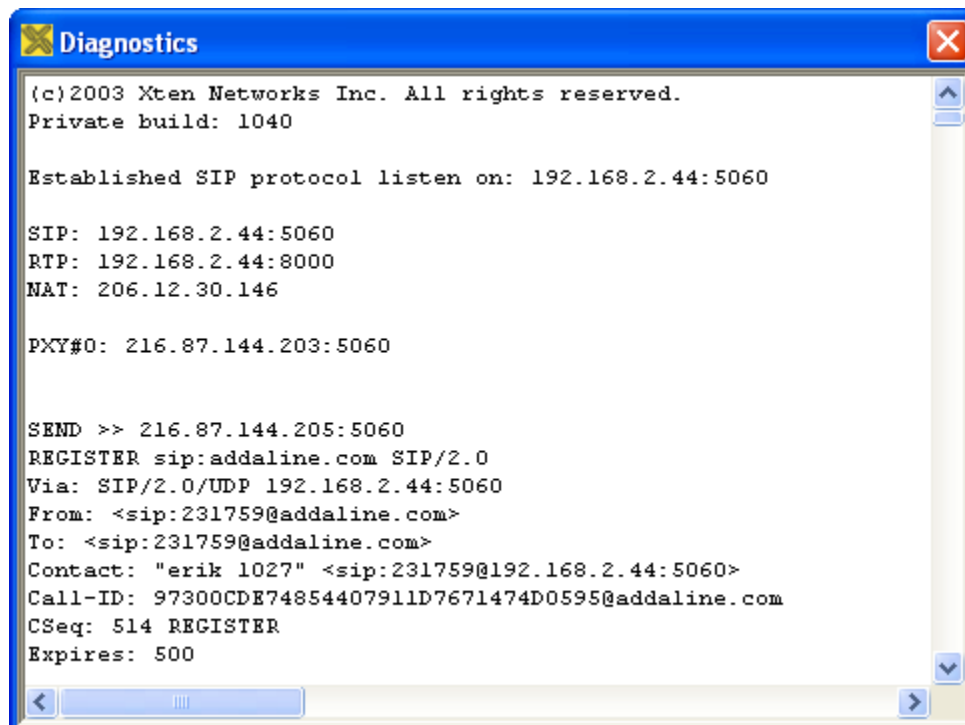 Diagnostics
(c)2003 Xten Networks Inc. All rights reserved.
Private build: 1040
Established SIP protocol listen on: 192.168.2.44:5060
SIP: 192.168.2.44:5060
RTP: 192.168.2.44:8000
NAT: 206.12.30.146
PXY#0: 216.87.144.203:5060
SEND >> 216.87.144.205:5060
REGISTER sip:addaline.com SIP/2.0
Via: SIP/2.0/UDP 192.168.2.44:5060
From: <sip:231759@addaline.com>
To: <sip:231759@addaline.com>
Contact: "erik 1027" <sip:231759@192.168.2.44:5060>
Call-ID: 97300CDE74854407911D7671474D0595@addaline.com
CSeq: 514 REGISTER
Expires: 500